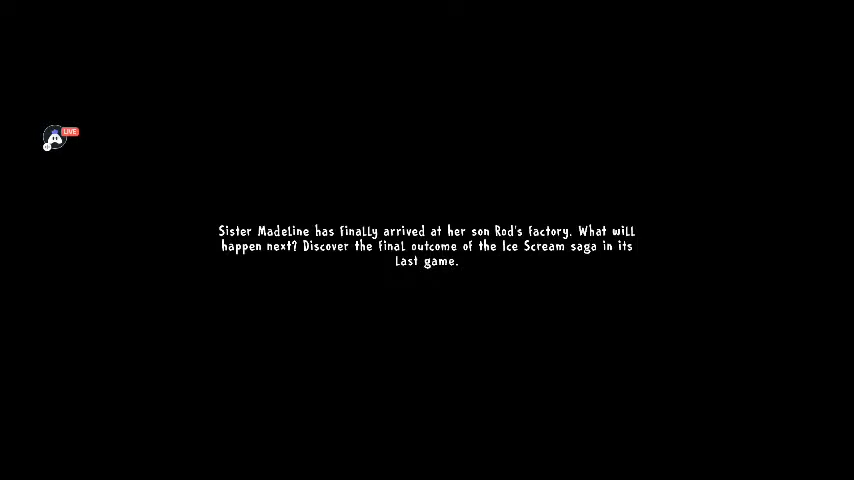 LIVE
Sister Madeline has finally arrived at her son Rod's factory. What will
happen next? Discover the final outcome of the Ice Scream saga in its
last game.